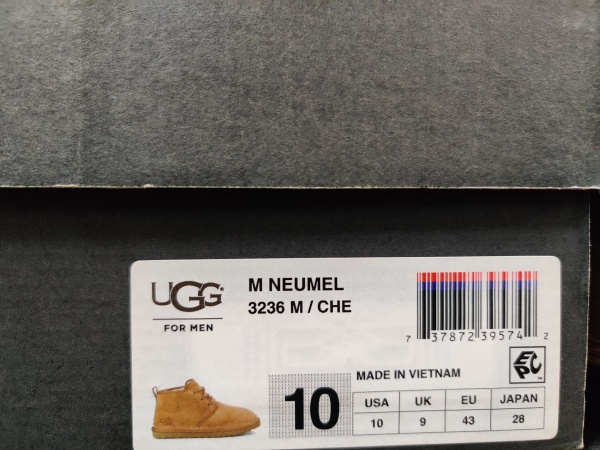 UGG®
FOR MEN
M NEUMEL
3236 M / CHE
7 37872 39574 2
EPC
10
MADE IN VIETNAM
USA UK EU JAPAN
10 9 43 28